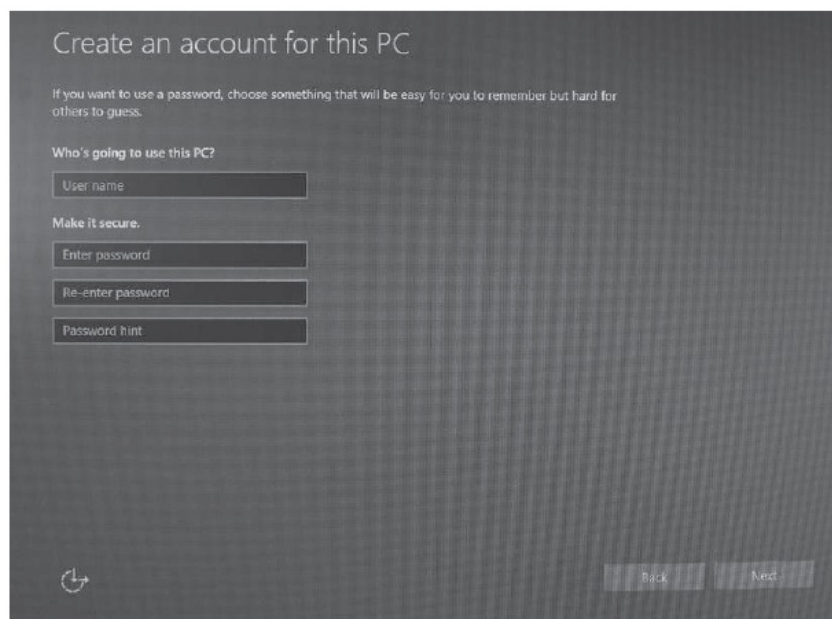 Create an account for this PC
If you want to use a password, choose something that will be easy for you to remember but hard for
others to guess.
Who's going to use this PC?
User name
Make it secure.
Enter password
Re-enter password
Password hint
Back
Next